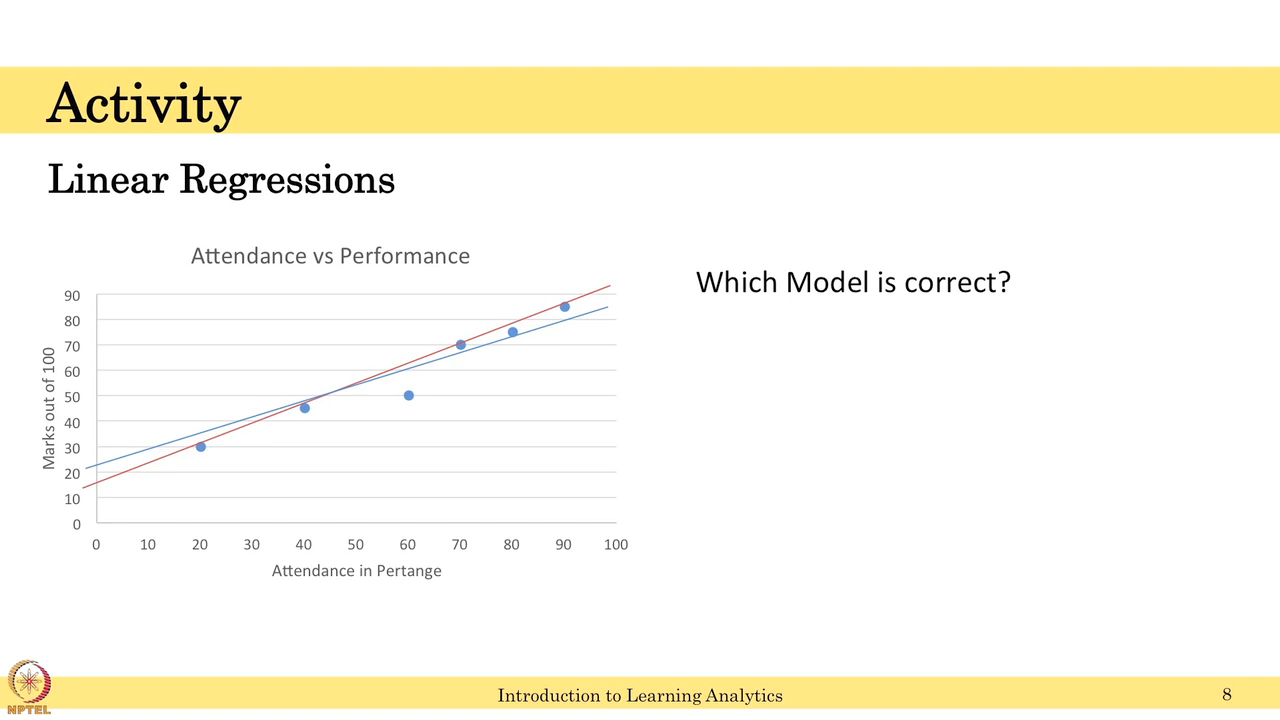 Activity
Linear Regressions
Attendance vs Performance
Which Model is correct?
90
80
70
60
50
40
30
20
10
0
Marks out of 100
0 10 20 30 40 50 60 70 80 90 100
Attendance in Pertange
Introduction to Learning Analytics
8
NPTEL